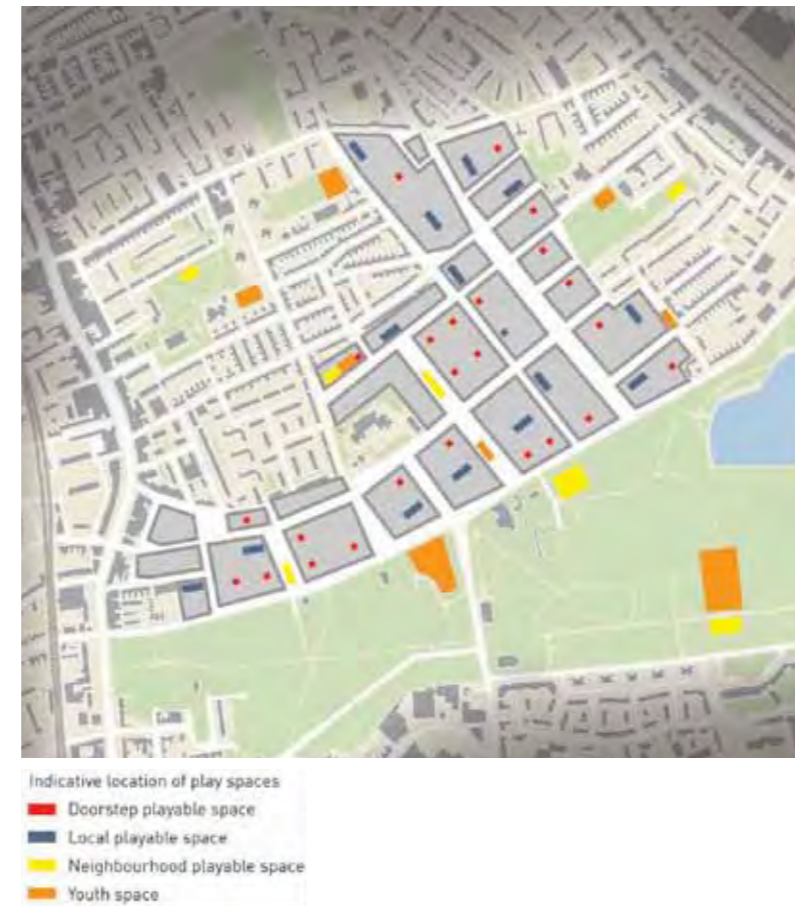 Indicative location of play spaces
Doorstep playable space
Local playable space
Neighbourhood playable space
Youth space